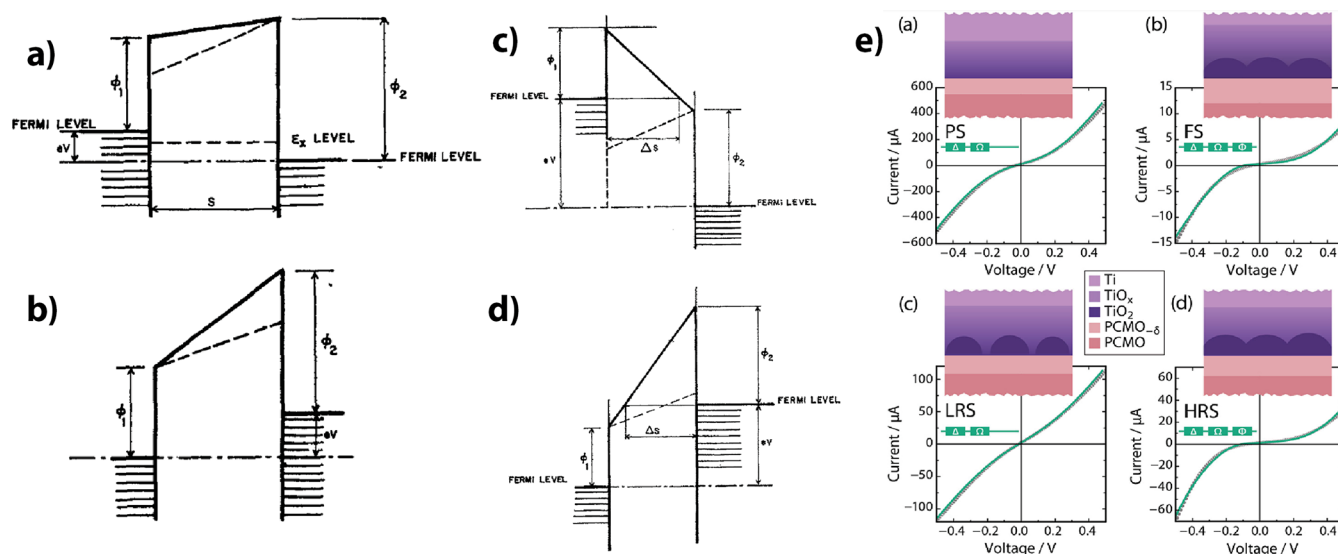 a)
φ1
φ2
FERMI LEVEL
eV
Ex LEVEL
FERMI LEVEL
S
b)
φ1
φ2
eV
c)
φ1
FERMI LEVEL
Δs
eV
φ2
FERMI LEVEL
d)
φ2
FERMI LEVEL
Δs
φ1
eV
FERMI LEVEL
e)
(a)
600
400
200
0
−200
−400
−600
Current / μA
PS
Δ Ω
−0.4 −0.2 0.0 0.2 0.4
Voltage / V
(b)
15
10
5
0
−5
−10
−15
Current / μA
FS
Δ Ω Φ
−0.4 −0.2 0.0 0.2 0.4
Voltage / V
Ti
TiOx
TiO2
PCMO−δ
PCMO
(c)
100
50
0
−50
−100
Current / μA
LRS
Δ Ω
−0.4 −0.2 0.0 0.2 0.4
Voltage / V
(d)
60
40
20
0
−20
−40
−60
Current / μA
HRS
Δ Ω Φ
−0.4 −0.2 0.0 0.2 0.4
Voltage / V